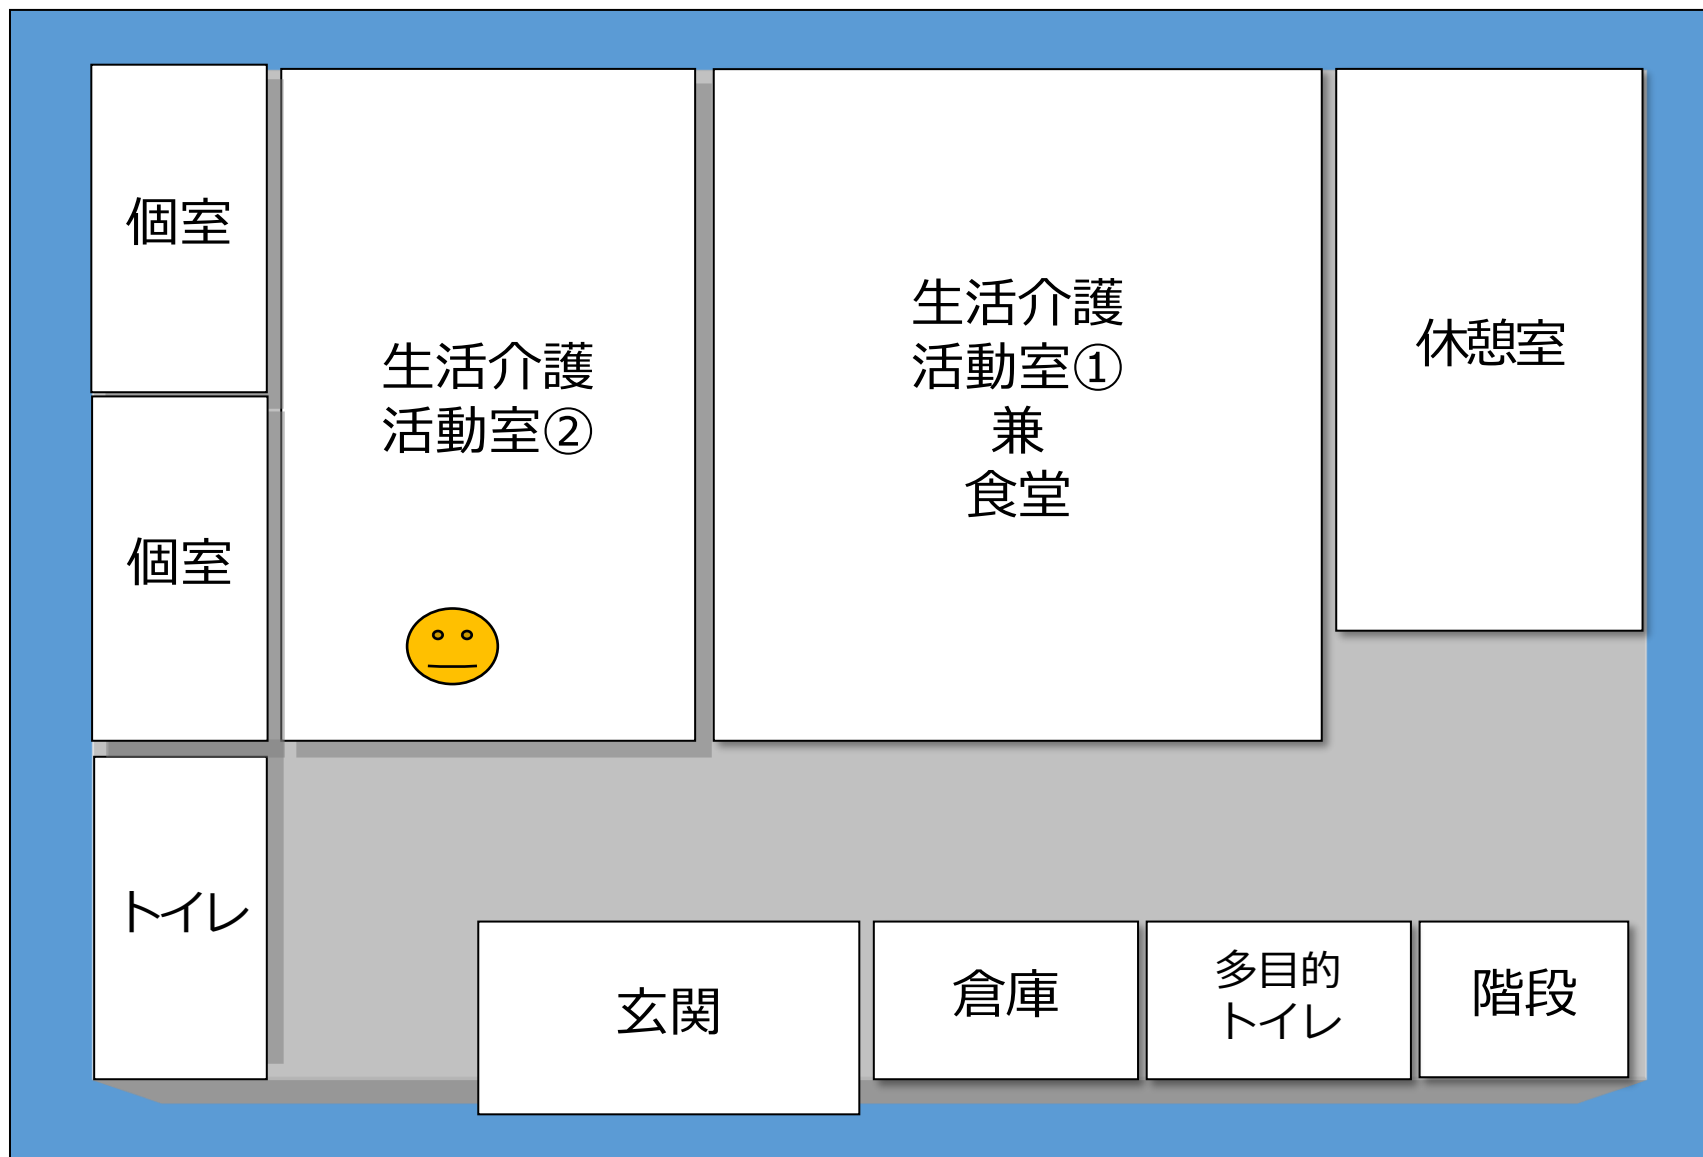 個室
生活介護
活動室②
生活介護
活動室①
兼
食堂
休憩室
個室
トイレ
玄関
倉庫
多目的
トイレ
階段